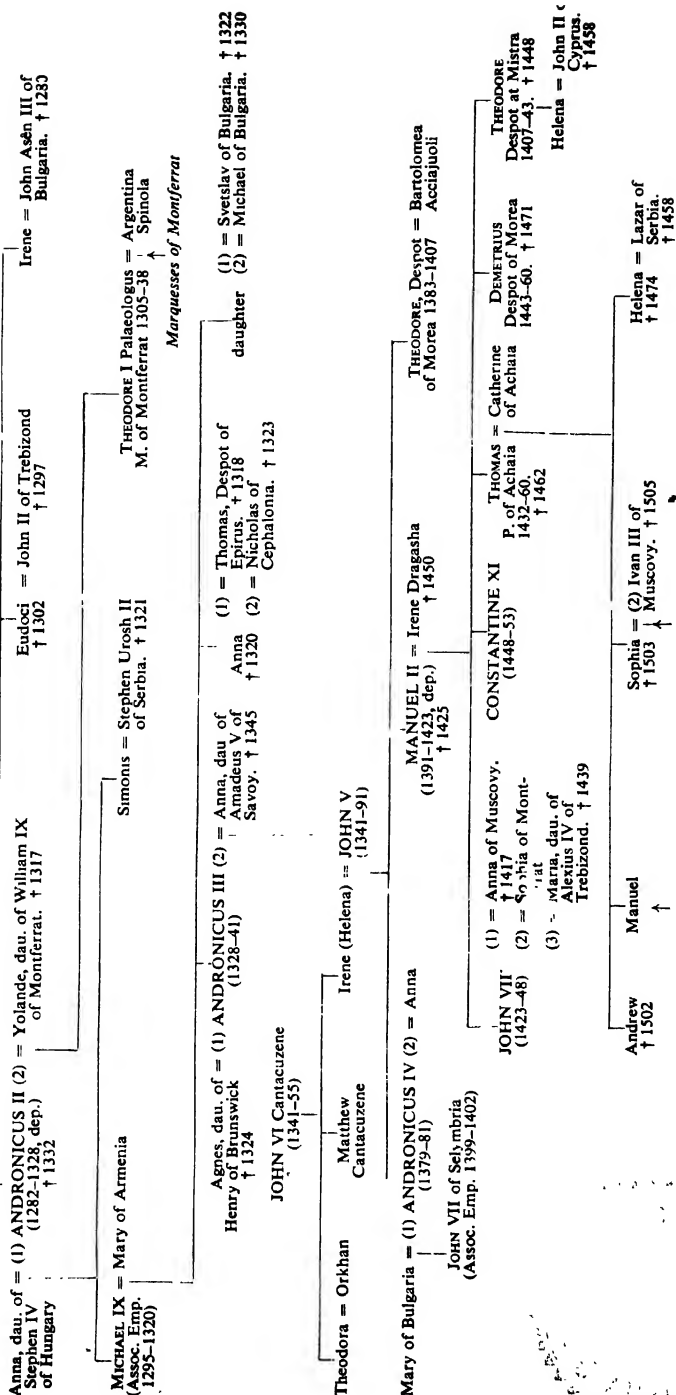 Anna, dau. of = (1) ANDRONICUS II (2) = Yolande, dau. of William IX
Stephen IV (1282–1328, dep.) of Montferrat. † 1317
of Hungary † 1332
Eudoci = John II of Trebizond
† 1302 † 1297
Irene = John Asên III of
Bulgaria. † 1280
MICHAEL IX = Mary of Armenia
(Assoc. Emp.
1295–1320)
Simonis = Stephen Urosh II
of Serbia. † 1321
THEODORE I Palaeologus = Argentina
M. of Montferrat 1305–38 Spinola
Marquesses of Montferrat
Agnes, dau. of = (1) ANDRONICUS III (2) = Anna, dau of
Henry of Brunswick (1328–41) Amadeus V of
† 1324 Savoy. † 1345
Anna (1) = Thomas, Despot of
† 1320 Epirus. † 1318
(2) = Nicholas of
Cephalonia. † 1323
daughter (1) = Svetslav of Bulgaria. † 1322
(2) = Michael of Bulgaria. † 1330
JOHN VI Cantacuzene
(1341–55)
Theodora = Orkhan
Matthew
Cantacuzene
Irene (Helena) = JOHN V
(1341–91)
Mary of Bulgaria = (1) ANDRONICUS IV (2) = Anna
(1379–81)
MANUEL II = Irene Dragasha
(1391–1423, dep.) † 1450
† 1425
THEODORE, Despot = Bartolomea
of Morea 1383–1407 Acciajuoli
JOHN VII of Selymbria
(Assoc. Emp. 1399–1402)
JOHN VII (1) = Anna of Muscovy.
(1423–48) † 1417
(2) = Sophia of Mont-
rat
(3) = Maria, dau. of
Alexius IV of
Trebizond. † 1439
CONSTANTINE XI
(1448–53)
THOMAS = Catherine
P. of Achaia of Achaia
1432–60.
† 1462
DEMETRIUS
Despot of Morea
1443–60. † 1471
THEODORE
Despot at Mistra
1407–43. † 1448
Helena = John II
Cyprus.
† 1458
Andrew
† 1502
Manuel
Sophia = (2) Ivan III of
† 1503 Muscovy. † 1505
Helena = Lazar of
† 1474 Serbia.
† 1458